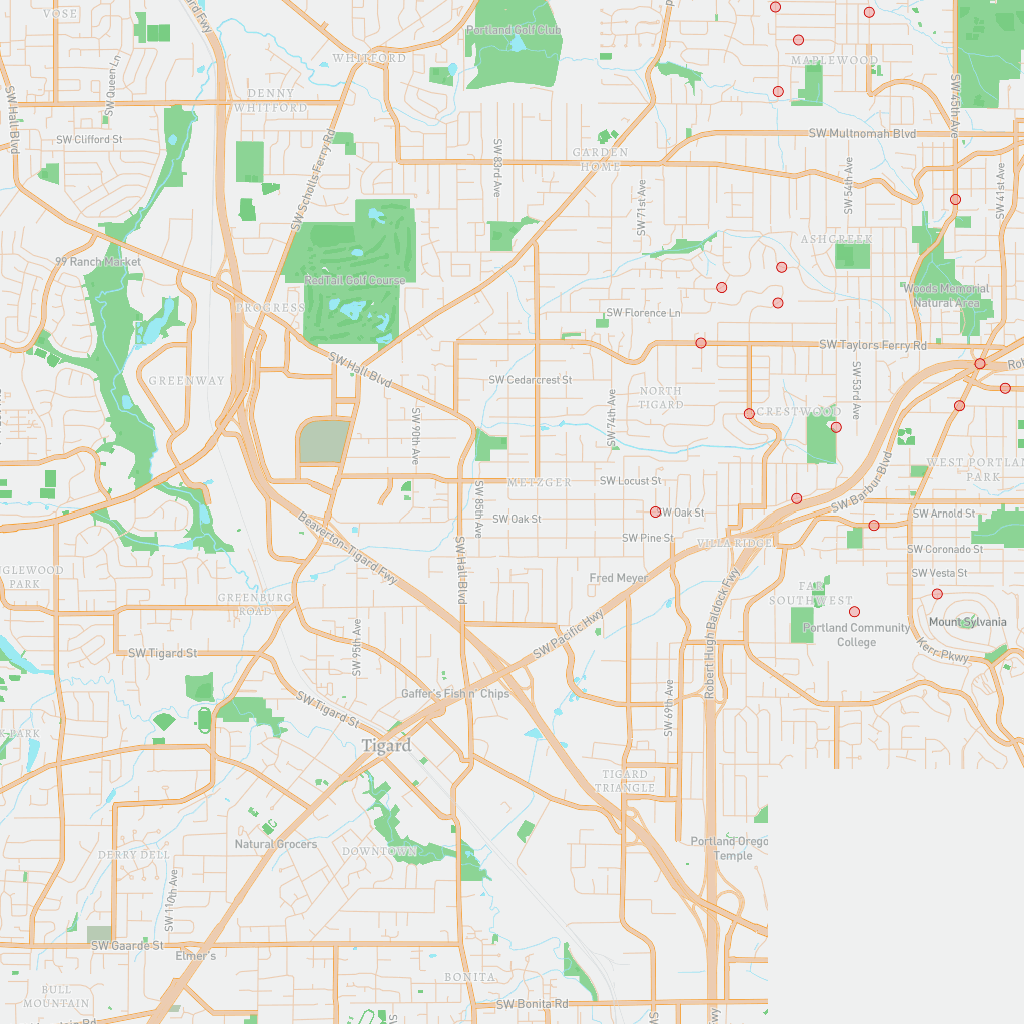 VOSE
SW Queen Ln
SW Hall Blvd
SW Clifford St
99 Ranch Market
DENNY
WHITFORD
WHITFORD
SW Scholls Ferry Rd
Portland Golf Club
MAPLEWOOD
SW 45th Ave
SW Multnomah Blvd
GARDEN
HOME
SW 83rd Ave
SW 71st Ave
SW 54th Ave
SW 41st Ave
ASHCREEK
RedTail Golf Course
PROGRESS
Woods Memorial
Natural Area
SW Florence Ln
SW Taylors Ferry Rd
SW Hall Blvd
GREENWAY
SW Cedarcrest St
NORTH
TIGARD
SW 53rd Ave
SW 90th Ave
SW 74th Ave
CRESTWOOD
SW Barbur Blvd
WEST PORTLAND
PARK
METZGER
SW Locust St
SW 85th Ave
SW Oak St
SW Oak St
SW Arnold St
SW Pine St
VILLA RIDGE
SW Coronado St
Beaverton-Tigard Fwy
SW Hall Blvd
Fred Meyer
SW Vesta St
FAR
SOUTHWEST
PARK
GREENBURG
ROAD
Portland Community
College
Mount Sylvania
Kerr Pkwy
SW 95th Ave
SW Pacific Hwy
Robert Hugh Baldock Fwy
SW Tigard St
SW Tigard St
Gaffer's Fish n' Chips
SW 69th Ave
Tigard
TIGARD
TRIANGLE
Natural Grocers
DERRY DELL
DOWNTOWN
Portland Orego
Temple
SW 110th Ave
SW Gaarde St
Elmer's
BULL
MOUNTAIN
BONITA
SW Bonita Rd